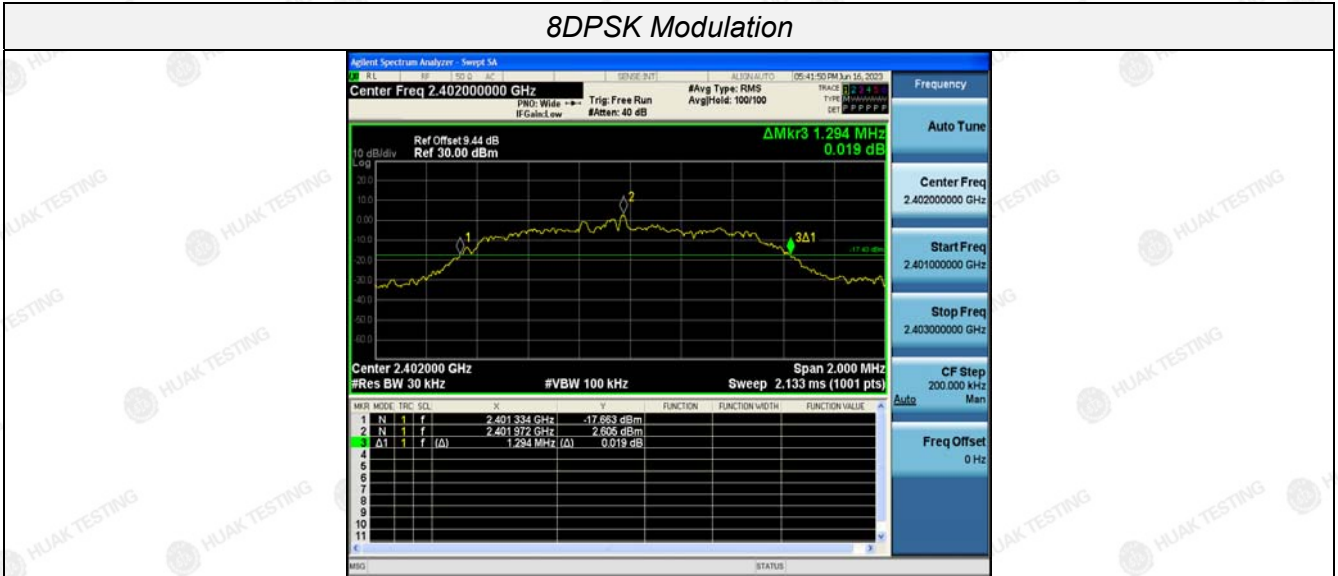 8DPSK Modulation
Agilent Spectrum Analyzer - Swept SA
RL RF 50 Ω AC SENSE:INT ALIGN AUTO 05:41:50 PM Jun 16, 2023
Center Freq 2.402000000 GHz
PNO: Wide
IFGain:Low
Trig: Free Run
#Atten: 40 dB
#Avg Type: RMS
Avg|Hold: 100/100
TRACE 1 2 3 4 5 6
TYPE
DET P P P P P P
ΔMkr3 1.294 MHz
0.019 dB
Ref Offset 9.44 dB
10 dB/div Ref 30.00 dBm
Log
20.0
10.0
0.00
-10.0
-20.0
-30.0
-40.0
-50.0
-60.0
1
2
3Δ1
-17.40 dBm
Center 2.402000 GHz Span 2.000 MHz
#Res BW 30 kHz #VBW 100 kHz Sweep 2.133 ms (1001 pts)
MKR MODE TRC SCL X Y FUNCTION FUNCTION WIDTH FUNCTION VALUE
1 N 1 f 2.401 334 GHz -17.663 dBm
2 N 1 f 2.401 972 GHz 2.605 dBm
3 Δ1 1 f (Δ) 1.294 MHz (Δ) 0.019 dB
4
5
6
7
8
9
10
11
MSG STATUS
Frequency
Auto Tune
Center Freq
2.402000000 GHz
Start Freq
2.401000000 GHz
Stop Freq
2.403000000 GHz
CF Step
200.000 kHz
Auto Man
Freq Offset
0 Hz
HUAK TESTING